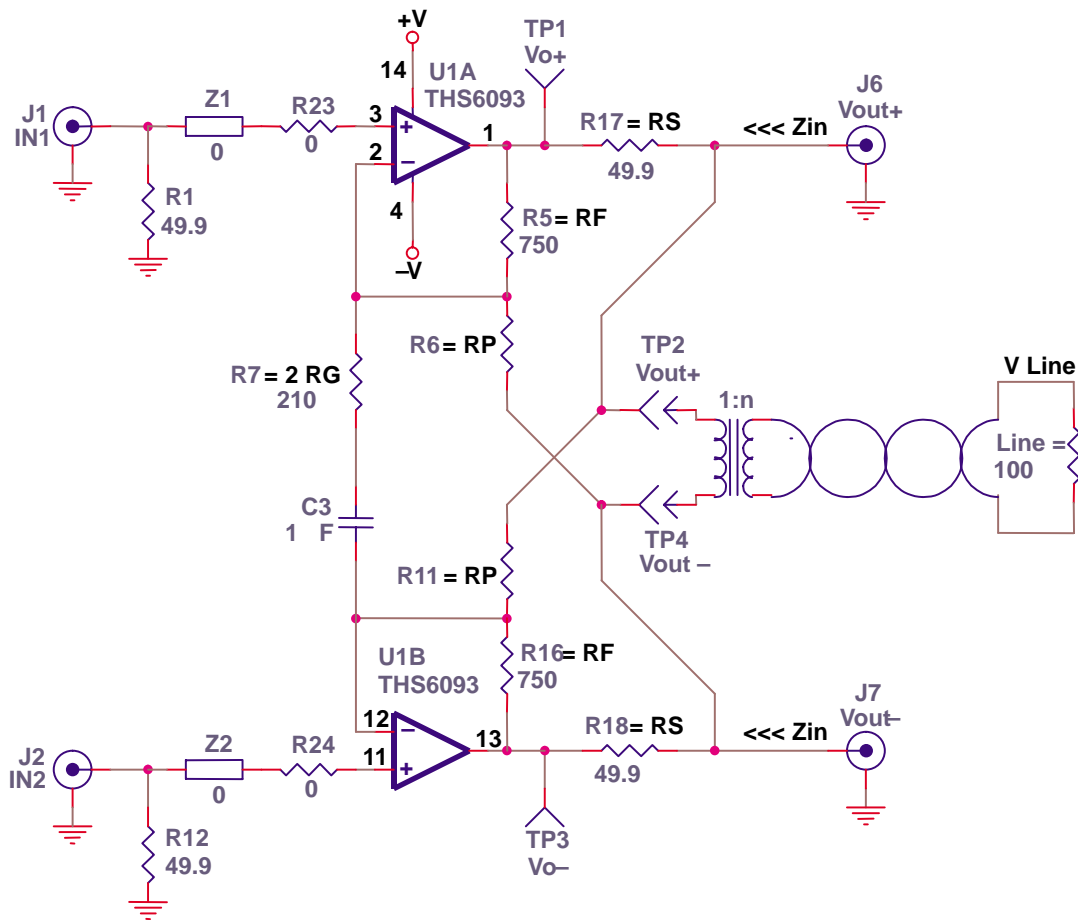 +V
TP1
Vo+
14
U1A
THS6093
J1
IN1
Z1
0
R23
0
3
+
2
−
1
R17 = RS
49.9
<<< Zin
J6
Vout+
R1
49.9
4
−V
R5 = RF
750
R6 = RP
R7 = 2 RG
210
TP2
Vout+
1:n
V Line
Line =
100
C3
1 F
TP4
Vout −
R11 = RP
U1B
THS6093
R16 = RF
750
12
−
11
+
13
R18 = RS
49.9
<<< Zin
J7
Vout−
J2
IN2
Z2
0
R24
0
R12
49.9
TP3
Vo−